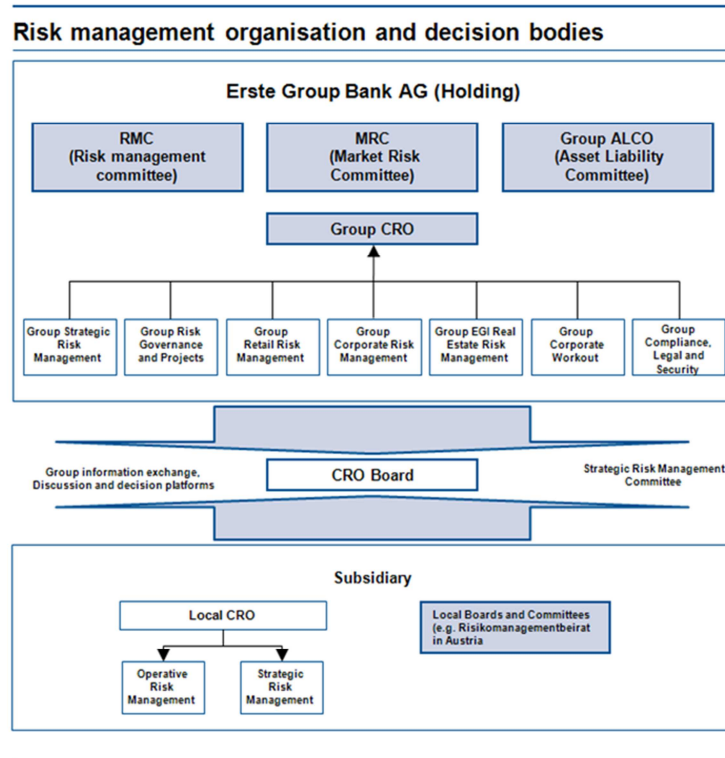 Risk management organisation and decision bodies
Erste Group Bank AG (Holding)
RMC
(Risk management
committee)
MRC
(Market Risk
Committee)
Group ALCO
(Asset Liability
Committee)
Group CRO
Group Strategic
Risk
Management
Group Risk
Governance
and Projects
Group
Retail Risk
Management
Group
Corporate Risk
Management
Group EGI Real
Estate Risk
Management
Group
Corporate
Workout
Group
Compliance,
Legal and
Security
Group information exchange,
Discussion and decision platforms
CRO Board
Strategic Risk Management
Committee
Subsidiary
Local CRO
Operative
Risk
Management
Strategic
Risk
Management
Local Boards and Committees
(e.g. Risikomanagementbeirat
in Austria